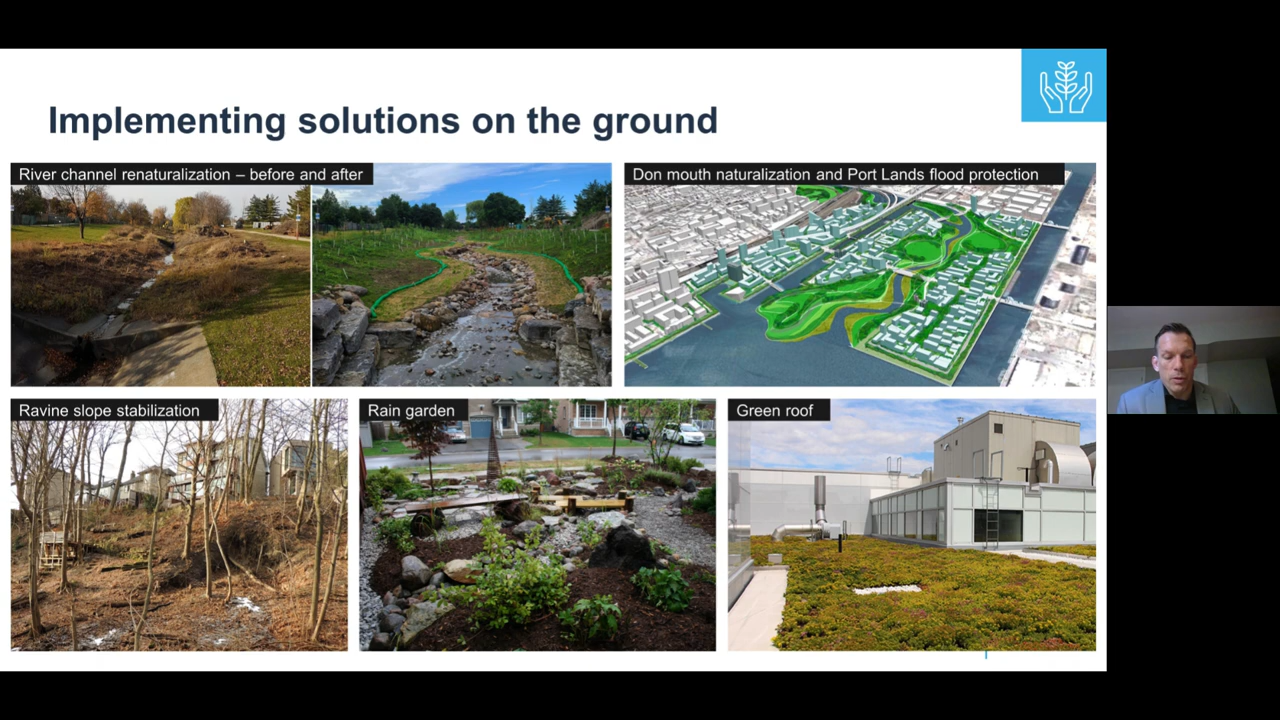 Implementing solutions on the ground
River channel renaturalization – before and after
Don mouth naturalization and Port Lands flood protection
Ravine slope stabilization
Rain garden
Green roof